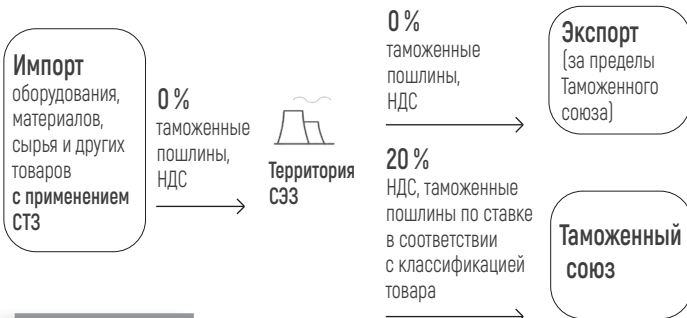 Импорт
оборудования,
материалов,
сырья и других
товаров
с применением
СТЗ
0 %
таможенные
пошлины,
НДС
Территория
СЭЗ
0 %
таможенные
пошлины,
НДС
Экспорт
(за пределы
Таможенного
союза)
20 %
НДС, таможенные
пошлины по ставке
в соответствии
с классификацией
товара
Таможенный
союз